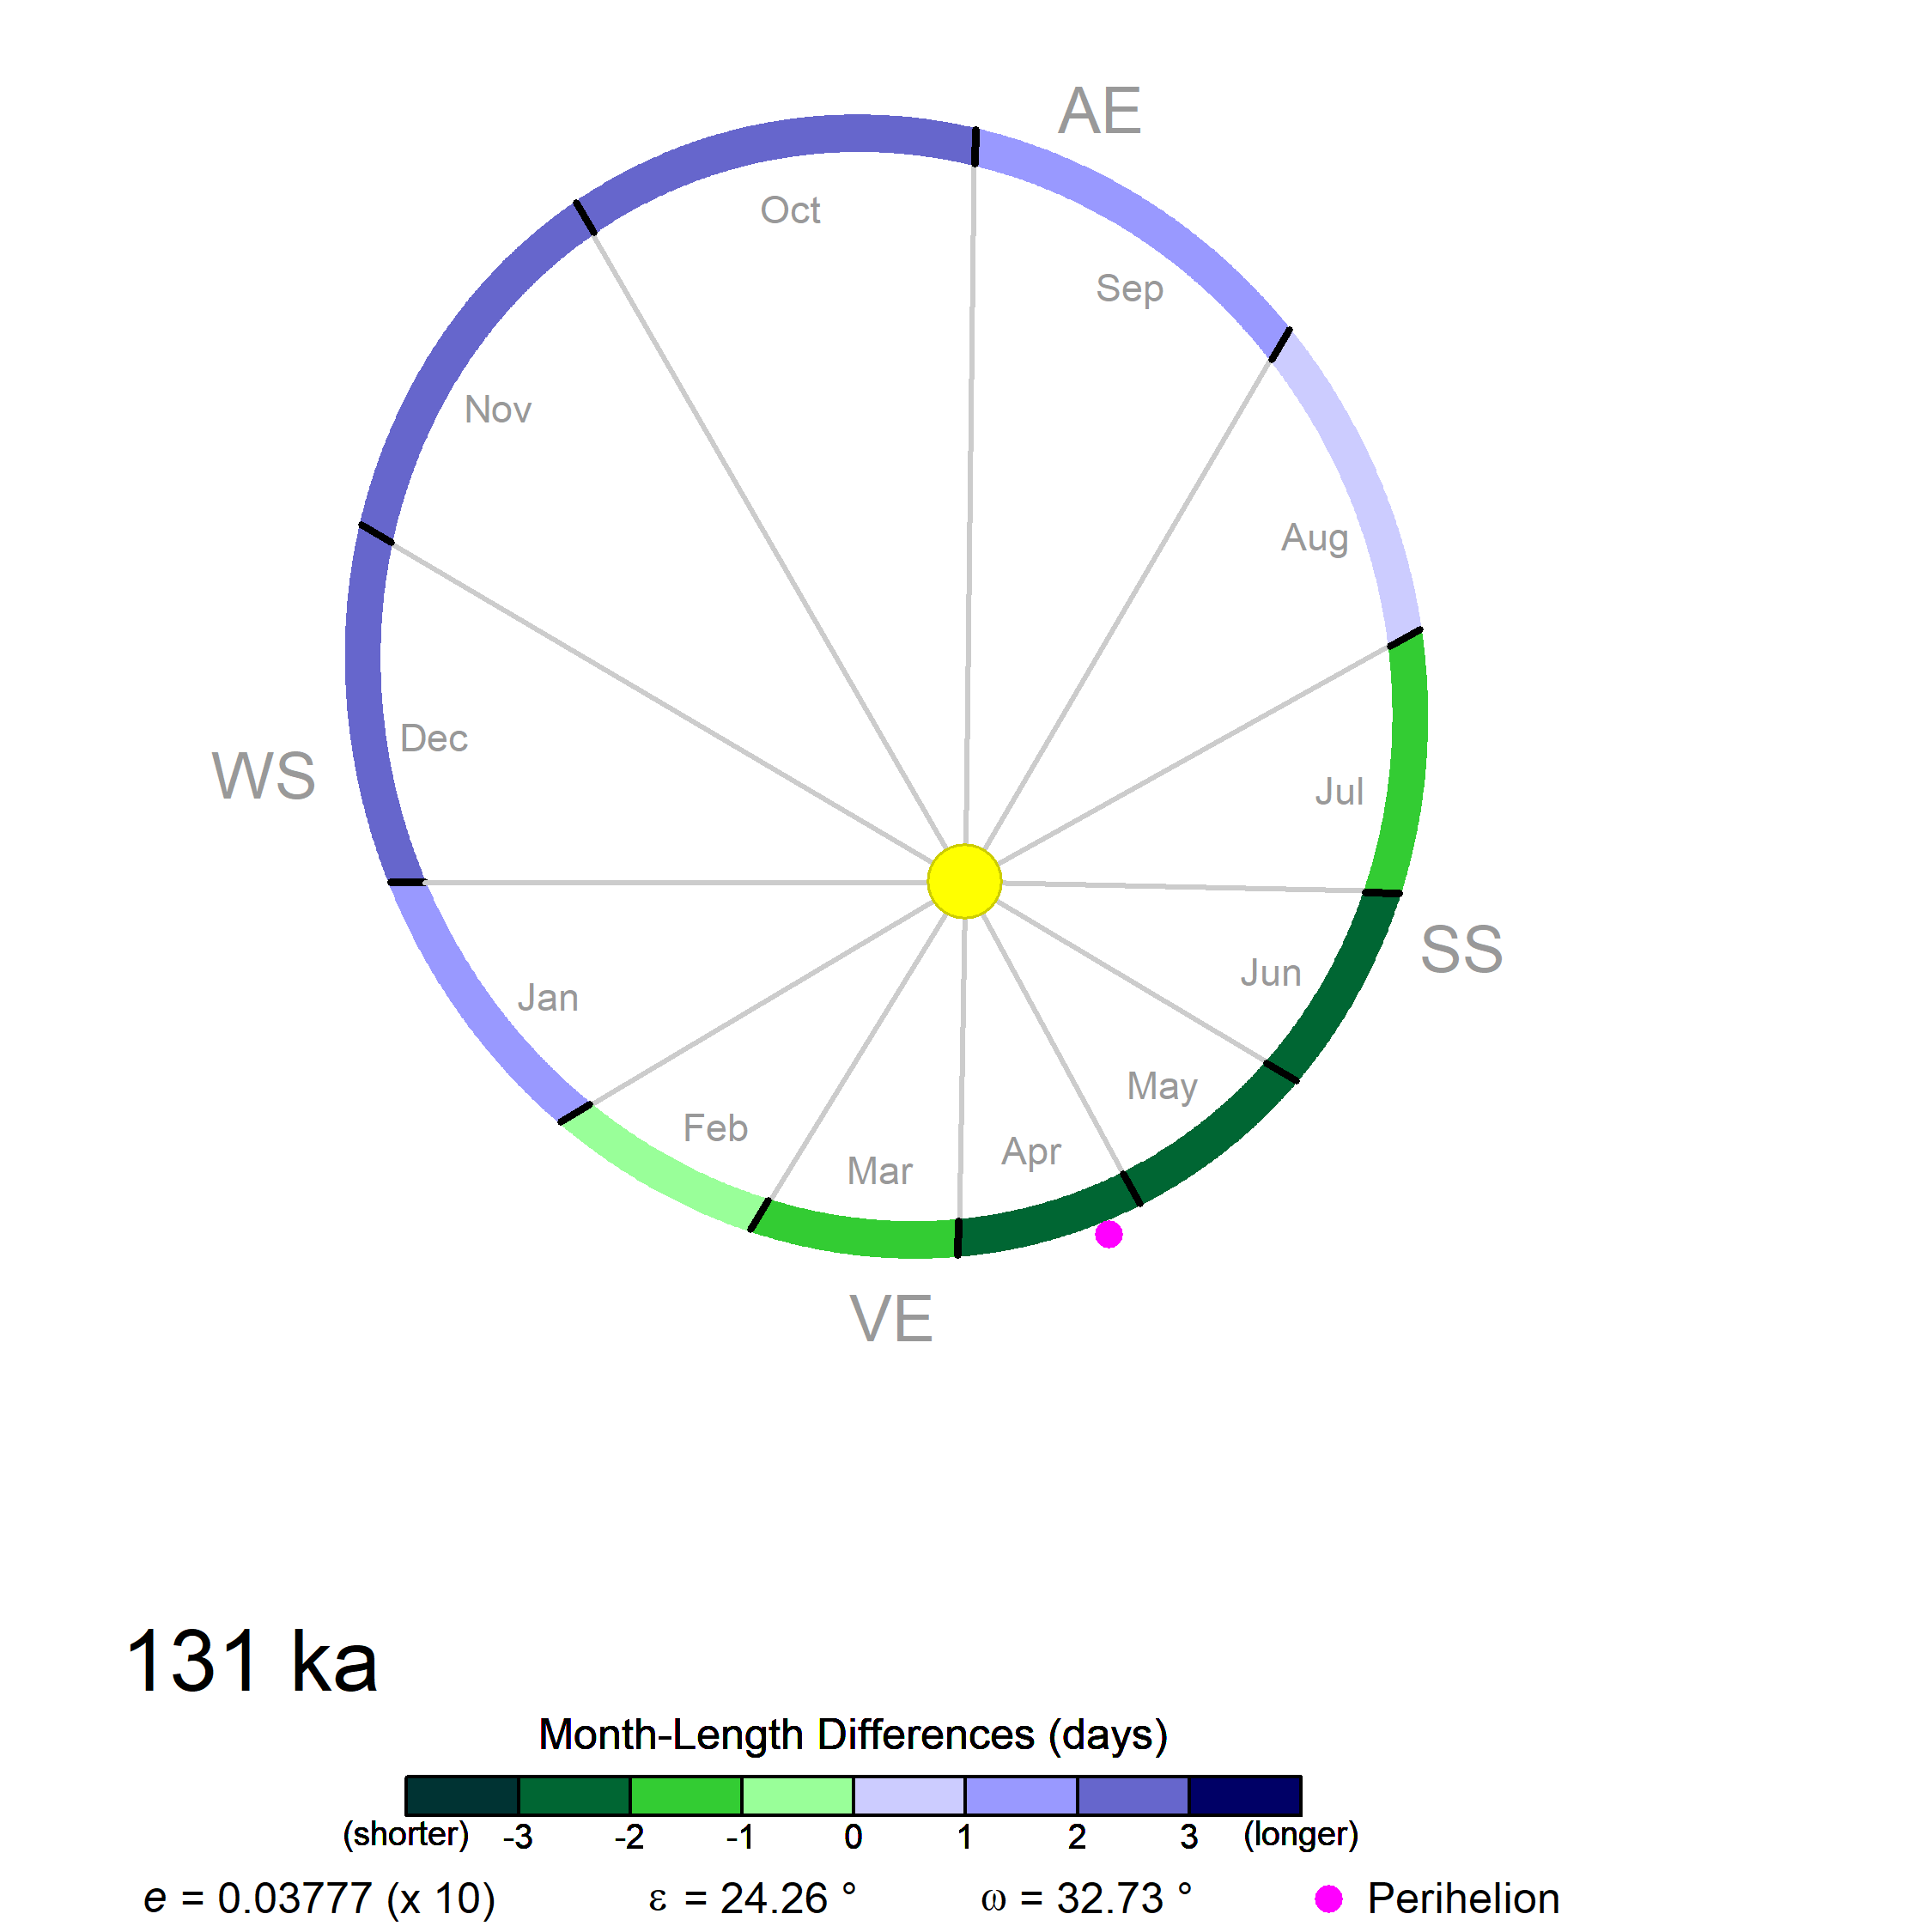 AE
Oct
Sep
Nov
Aug
Dec
WS
Jul
SS
Jun
Jan
May
Feb
Apr
Mar
VE
131 ka
Month-Length Differences (days)
(shorter) -3 -2 -1 0 1 2 3 (longer)
e = 0.03777 (x 10) ε = 24.26 ° ω = 32.73 ° Perihelion